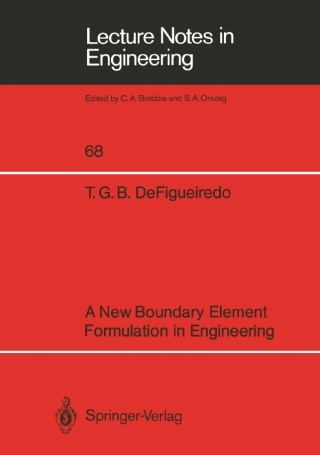 Lecture Notes in
Engineering
Edited by C. A. Brebbia and S. A. Orszag
68
T. G. B. DeFigueiredo
A New Boundary Element
Formulation in Engineering
Springer-Verlag